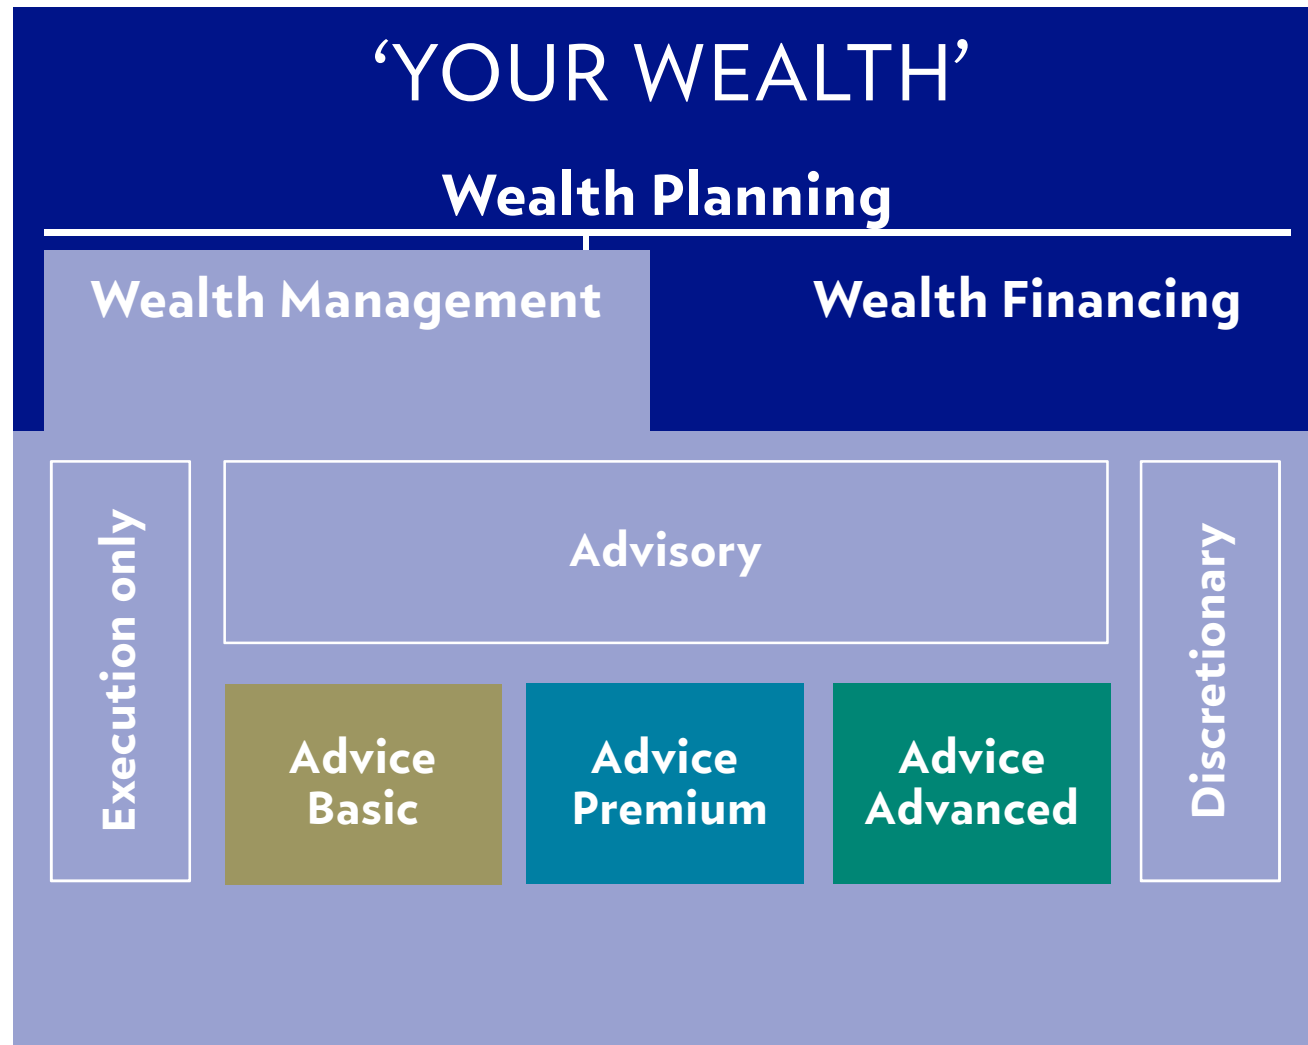 ‘YOUR WEALTH’
Wealth Planning
Wealth Management
Wealth Financing
Execution only
Advisory
Advice
Basic
Advice
Premium
Advice
Advanced
Discretionary